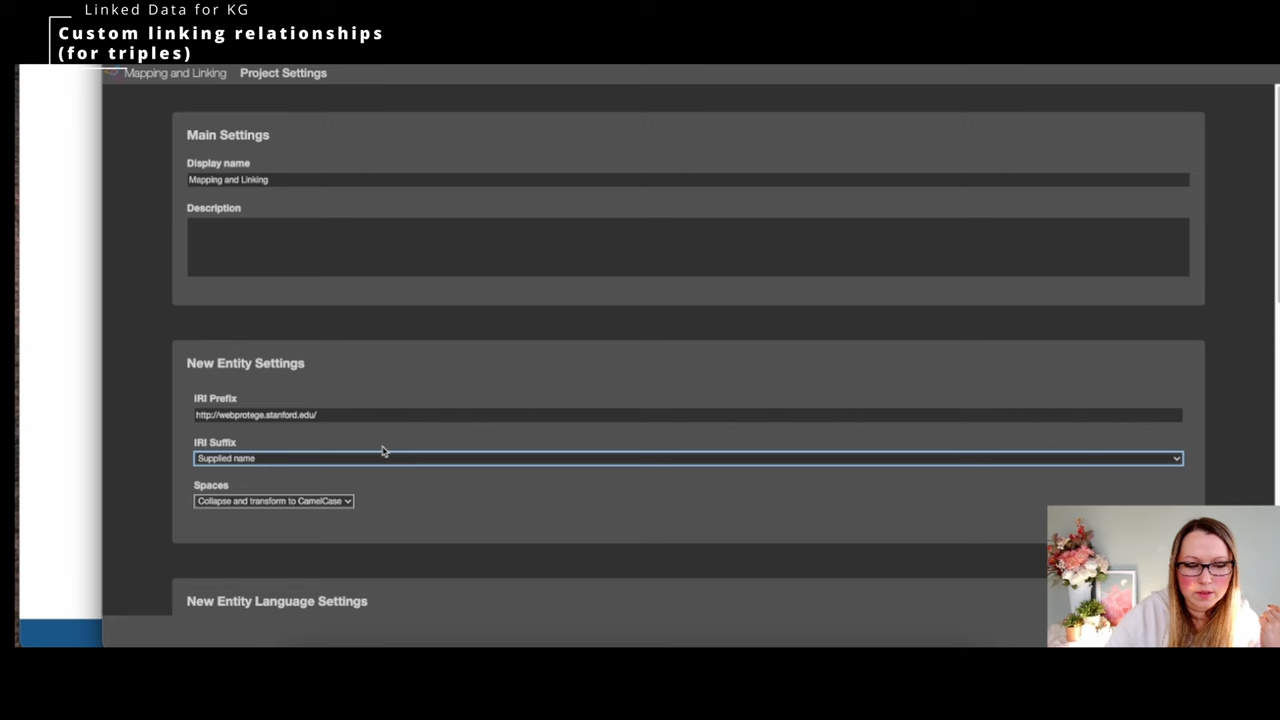 Linked Data for KG
Custom linking relationships
(for triples)
Mapping and Linking Project Settings
Main Settings
Display name
Mapping and Linking
Description
New Entity Settings
IRI Prefix
http://webprotege.stanford.edu/
IRI Suffix
Supplied name
Spaces
Collapse and transform to CamelCase
New Entity Language Settings